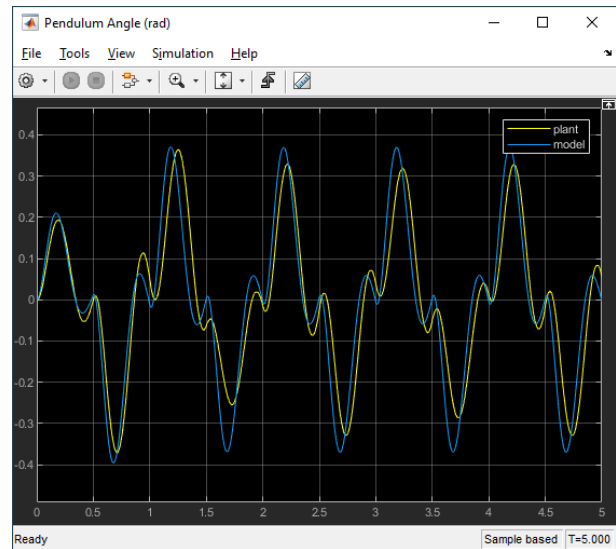 Pendulum Angle (rad)
File Tools View Simulation Help
plant
model
0.4
0.3
0.2
0.1
0
-0.1
-0.2
-0.3
-0.4
0 0.5 1 1.5 2 2.5 3 3.5 4 4.5 5
Ready Sample based T=5.000